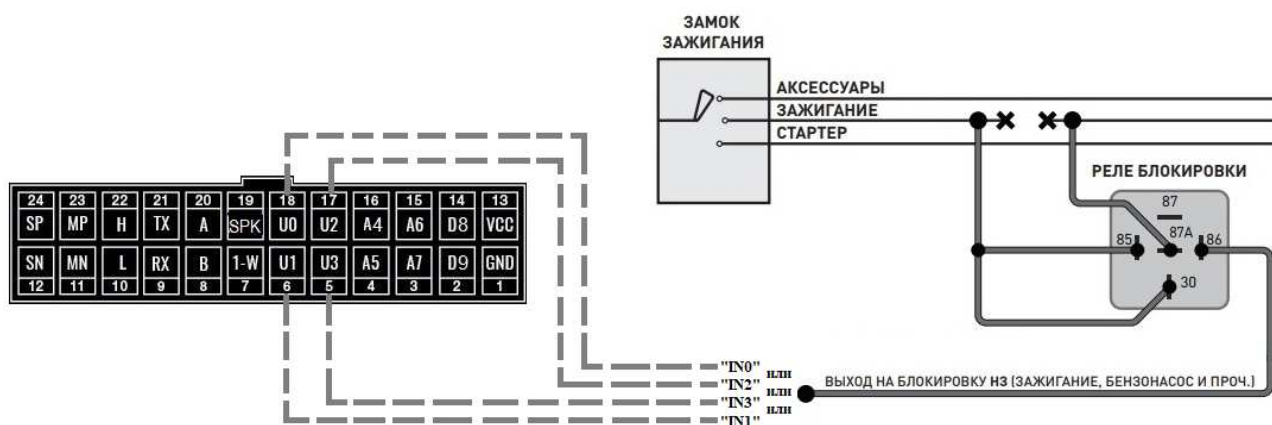 ЗАМОК
ЗАЖИГАНИЯ
АКСЕССУАРЫ
ЗАЖИГАНИЕ
СТАРТЕР
РЕЛЕ БЛОКИРОВКИ
87
85 87A 86
30
24 23 22 21 20 19 18 17 16 15 14 13
SP MP H TX A SPK U0 U2 A4 A6 D8 VCC
SN MN L RX B 1-W U1 U3 A5 A7 D9 GND
12 11 10 9 8 7 6 5 4 3 2 1
"IN0" или
"IN2" или
"IN3" или
"IN1"
ВЫХОД НА БЛОКИРОВКУ НЗ (ЗАЖИГАНИЕ, БЕНЗОНАСОС И ПРОЧ.)